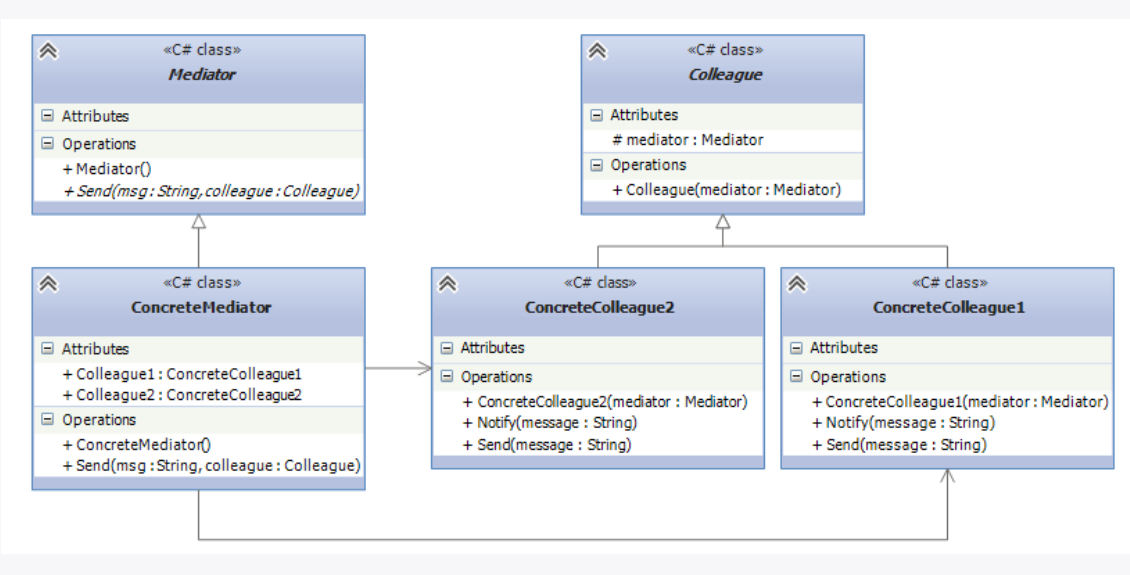 «C# class»
Mediator
Attributes
Operations
+ Mediator()
+ Send(msg : String, colleague : Colleague)
«C# class»
Colleague
Attributes
# mediator : Mediator
Operations
+ Colleague(mediator : Mediator)
«C# class»
ConcreteMediator
Attributes
+ Colleague1 : ConcreteColleague1
+ Colleague2 : ConcreteColleague2
Operations
+ ConcreteMediator()
+ Send(msg : String, colleague : Colleague)
«C# class»
ConcreteColleague2
Attributes
Operations
+ ConcreteColleague2(mediator : Mediator)
+ Notify(message : String)
+ Send(message : String)
«C# class»
ConcreteColleague1
Attributes
Operations
+ ConcreteColleague1(mediator : Mediator)
+ Notify(message : String)
+ Send(message : String)